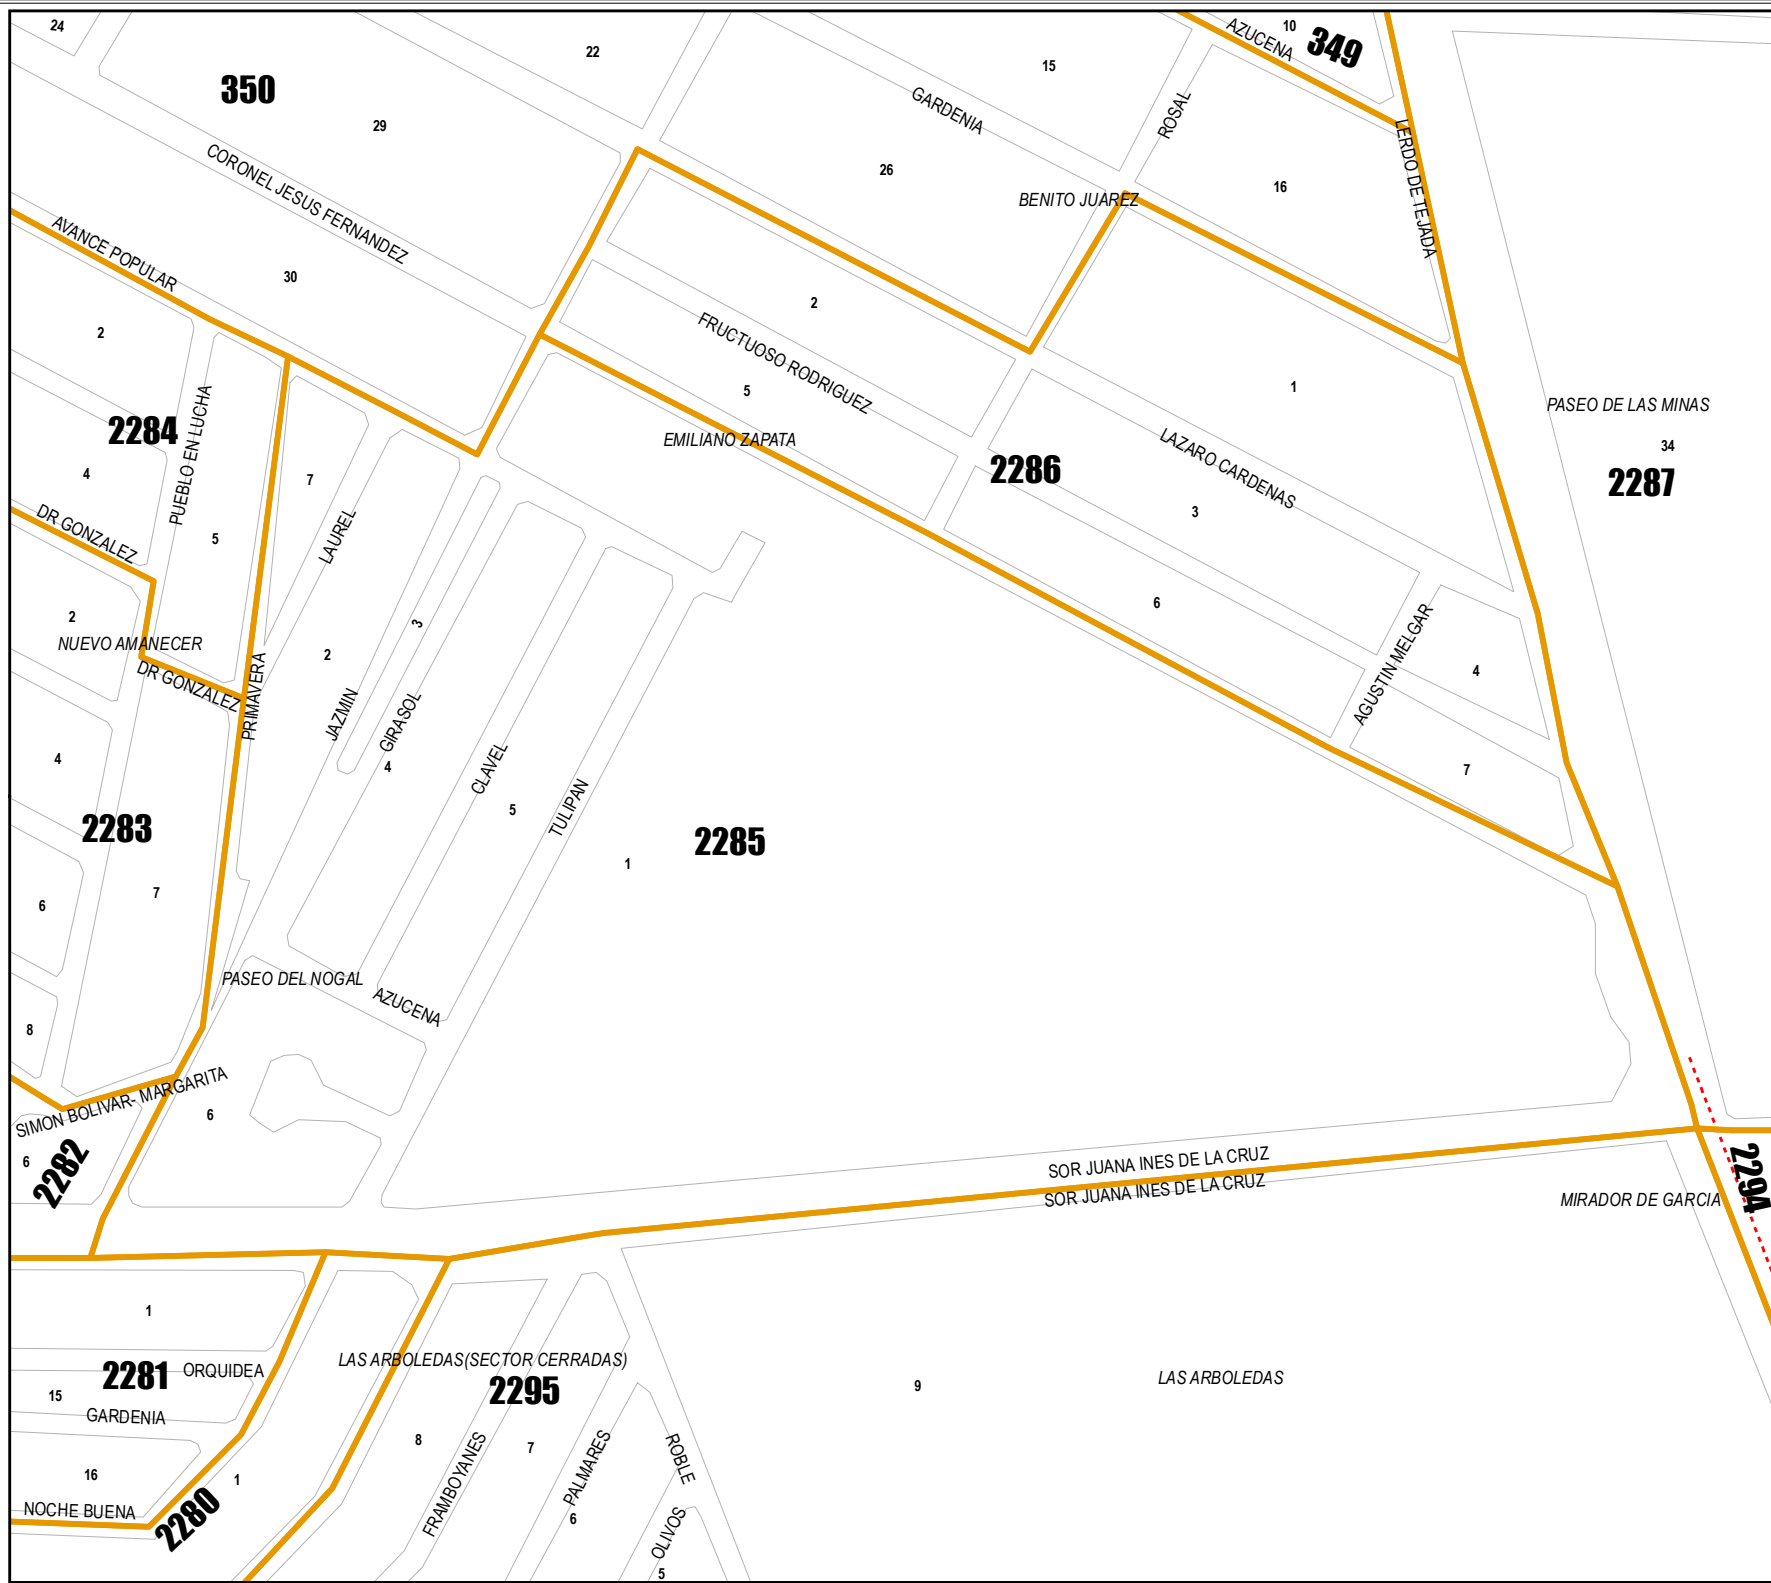 24
22
10
AZUCENA
349
15
350
GARDENIA
ROSAL
29
CORONEL JESUS FERNANDEZ
26
BENITO JUAREZ
16
LERDO DE TEJADA
AVANCE POPULAR
30
2
2
FRUCTUOSO RODRIGUEZ
5
1
PASEO DE LAS MINAS
34
2287
2284
PUEBLO EN LUCHA
4
EMILIANO ZAPATA
2286
LAZARO CARDENAS
7
3
DR GONZALEZ
5
LAUREL
2
NUEVO AMANECER
3
6
DR GONZALEZ
PRIMAVERA
2
JAZMIN
GIRASOL
AGUSTIN MELGAR
4
4
4
CLAVEL
7
2283
5
TULIPAN
2285
1
7
6
PASEO DEL NOGAL
AZUCENA
8
SIMON BOLIVAR- MARGARITA
6
6
2282
SOR JUANA INES DE LA CRUZ
SOR JUANA INES DE LA CRUZ
MIRADOR DE GARCIA
2294
1
2281
ORQUIDEA
LAS ARBOLEDAS(SECTOR CERRADAS)
2295
9
LAS ARBOLEDAS
15
GARDENIA
8
7
16
1
FRAMBOYANES
PALMARES
ROBLE
NOCHE BUENA
2280
6
OLIVOS
5